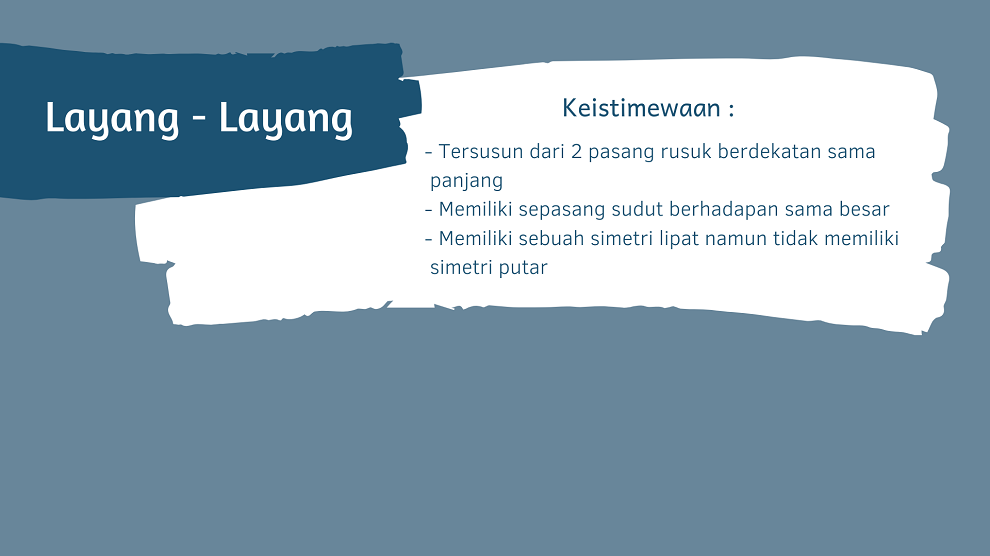 Layang - Layang
Keistimewaan :
- Tersusun dari 2 pasang rusuk berdekatan sama
panjang
- Memiliki sepasang sudut berhadapan sama besar
- Memiliki sebuah simetri lipat namun tidak memiliki
simetri putar